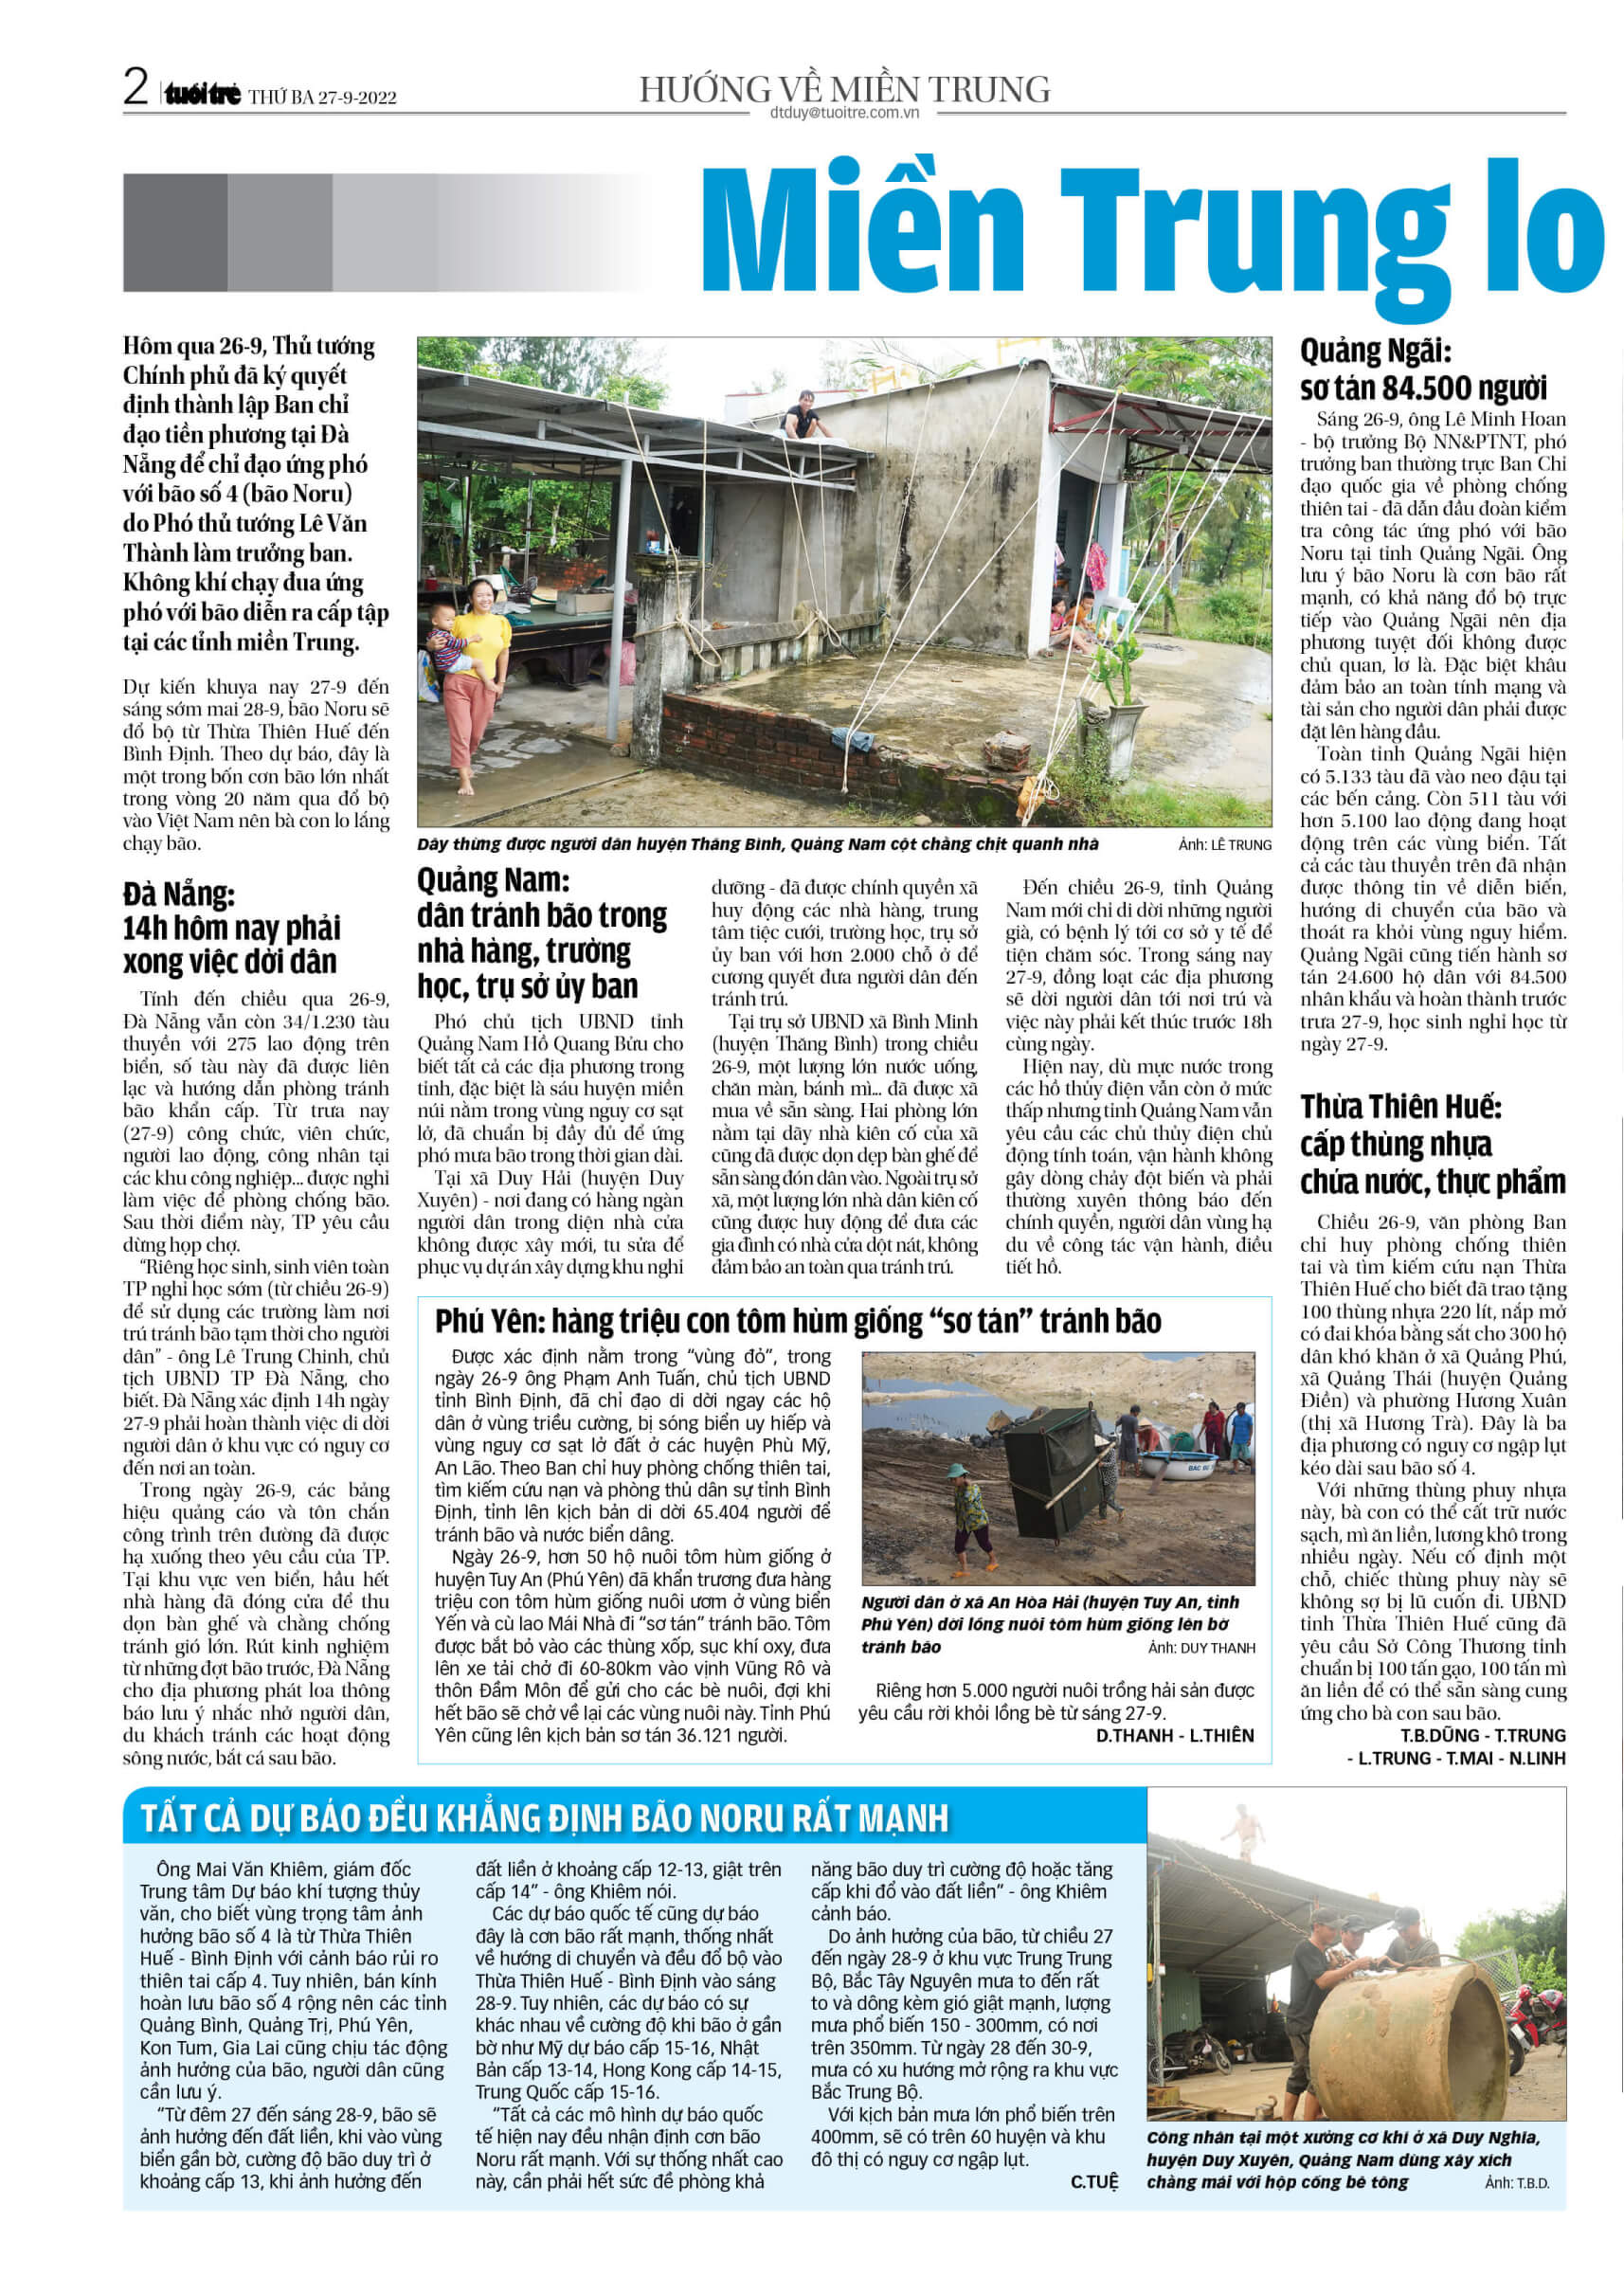 2
tuổi trẻ THỨ BA 27-9-2022
HƯỚNG VỀ MIỀN TRUNG
dtduy@tuoitre.com.vn
Miền Trung lo
Hôm qua 26-9, Thủ tướng
Chính phủ đã ký quyết
định thành lập Ban chỉ
đạo tiền phương tại Đà
Nẵng để chỉ đạo ứng phó
với bão số 4 (bão Noru)
do Phó thủ tướng Lê Văn
Thành làm trưởng ban.
Không khí chạy đua ứng
phó với bão diễn ra cấp tập
tại các tỉnh miền Trung.
Dự kiến khuya nay 27-9 đến
sáng sớm mai 28-9, bão Noru sẽ
đổ bộ từ Thừa Thiên Huế đến
Bình Định. Theo dự báo, đây là
một trong bốn cơn bão lớn nhất
trong vòng 20 năm qua đổ bộ
vào Việt Nam nên bà con lo lắng
chạy bão.
Đà Nẵng:
14h hôm nay phải
xong việc dời dân
Tính đến chiều qua 26-9,
Đà Nẵng vẫn còn 34/1.230 tàu
thuyền với 275 lao động trên
biển, số tàu này đã được liên
lạc và hướng dẫn phòng tránh
bão khẩn cấp. Từ trưa nay
(27-9) công chức, viên chức,
người lao động, công nhân tại
các khu công nghiệp... được nghỉ
làm việc để phòng chống bão.
Sau thời điểm này, TP yêu cầu
dừng họp chợ.
"Riêng học sinh, sinh viên toàn
TP nghỉ học sớm (từ chiều 26-9)
để sử dụng các trường làm nơi
trú tránh bão tạm thời cho người
dân" - ông Lê Trung Chinh, chủ
tịch UBND TP Đà Nẵng, cho
biết. Đà Nẵng xác định 14h ngày
27-9 phải hoàn thành việc di dời
người dân ở khu vực có nguy cơ
đến nơi an toàn.
Trong ngày 26-9, các bảng
hiệu quảng cáo và tôn chắn
công trình trên đường đã được
hạ xuống theo yêu cầu của TP.
Tại khu vực ven biển, hầu hết
nhà hàng đã đóng cửa để thu
dọn bàn ghế và chằng chống
tránh gió lớn. Rút kinh nghiệm
từ những đợt bão trước, Đà Nẵng
cho địa phương phát loa thông
báo lưu ý nhắc nhở người dân,
du khách tránh các hoạt động
sông nước, bắt cá sau bão.
Dây thừng được người dân huyện Thăng Bình, Quảng Nam cột chằng chịt quanh nhà
Ảnh: LÊ TRUNG
Quảng Nam:
dân tránh bão trong
nhà hàng, trường
học, trụ sở ủy ban
Phó chủ tịch UBND tỉnh
Quảng Nam Hồ Quang Bửu cho
biết tất cả các địa phương trong
tỉnh, đặc biệt là sáu huyện miền
núi nằm trong vùng nguy cơ sạt
lở, đã chuẩn bị đầy đủ để ứng
phó mưa bão trong thời gian dài.
Tại xã Duy Hải (huyện Duy
Xuyên) - nơi đang có hàng ngàn
người dân trong diện nhà cửa
không được xây mới, tu sửa để
phục vụ dự án xây dựng khu nghỉ
dưỡng - đã được chính quyền xã
huy động các nhà hàng, trung
tâm tiệc cưới, trường học, trụ sở
ủy ban với hơn 2.000 chỗ ở để
cương quyết đưa người dân đến
tránh trú.
Tại trụ sở UBND xã Bình Minh
(huyện Thăng Bình) trong chiều
26-9, một lượng lớn nước uống,
chăn màn, bánh mì... đã được xã
mua về sẵn sàng. Hai phòng lớn
nằm tại dãy nhà kiên cố của xã
cũng đã được dọn dẹp bàn ghế để
sẵn sàng đón dân vào. Ngoài trụ sở
xã, một lượng lớn nhà dân kiên cố
cũng được huy động để đưa các
gia đình có nhà cửa dột nát, không
đảm bảo an toàn qua tránh trú.
Đến chiều 26-9, tỉnh Quảng
Nam mới chỉ di dời những người
già, có bệnh lý tới cơ sở y tế để
tiện chăm sóc. Trong sáng nay
27-9, đồng loạt các địa phương
sẽ dời người dân tới nơi trú và
việc này phải kết thúc trước 18h
cùng ngày.
Hiện nay, dù mực nước trong
các hồ thủy điện vẫn còn ở mức
thấp nhưng tỉnh Quảng Nam vẫn
yêu cầu các chủ thủy điện chủ
động tính toán, vận hành không
gây dòng chảy đột biến và phải
thường xuyên thông báo đến
chính quyền, người dân vùng hạ
du về công tác vận hành, điều
tiết hồ.
Phú Yên: hàng triệu con tôm hùm giống "sơ tán" tránh bão
Được xác định nằm trong "vùng đỏ", trong
ngày 26-9 ông Phạm Anh Tuấn, chủ tịch UBND
tỉnh Bình Định, đã chỉ đạo di dời ngay các hộ
dân ở vùng triều cường, bị sóng biển uy hiếp và
vùng nguy cơ sạt lở đất ở các huyện Phù Mỹ,
An Lão. Theo Ban chỉ huy phòng chống thiên tai,
tìm kiếm cứu nạn và phòng thủ dân sự tỉnh Bình
Định, tỉnh lên kịch bản di dời 65.404 người để
tránh bão và nước biển dâng.
Ngày 26-9, hơn 50 hộ nuôi tôm hùm giống ở
huyện Tuy An (Phú Yên) đã khẩn trương đưa hàng
triệu con tôm hùm giống nuôi ươm ở vùng biển
Yến và cù lao Mái Nhà đi "sơ tán" tránh bão. Tôm
được bắt bỏ vào các thùng xốp, sục khí oxy, đưa
lên xe tải chở đi 60-80km vào vịnh Vũng Rô và
thôn Đầm Môn để gửi cho các bè nuôi, đợi khi
hết bão sẽ chở về lại các vùng nuôi này. Tỉnh Phú
Yên cũng lên kịch bản sơ tán 36.121 người.
Người dân ở xã An Hòa Hải (huyện Tuy An, tỉnh
Phú Yên) dời lồng nuôi tôm hùm giống lên bờ
tránh bão
Ảnh: DUY THANH
Riêng hơn 5.000 người nuôi trồng hải sản được
yêu cầu rời khỏi lồng bè từ sáng 27-9.
D.THANH - L.THIÊN
Quảng Ngãi:
sơ tán 84.500 người
Sáng 26-9, ông Lê Minh Hoan
- bộ trưởng Bộ NN&PTNT, phó
trưởng ban thường trực Ban Chỉ
đạo quốc gia về phòng chống
thiên tai - đã dẫn đầu đoàn kiểm
tra công tác ứng phó với bão
Noru tại tỉnh Quảng Ngãi. Ông
lưu ý bão Noru là cơn bão rất
mạnh, có khả năng đổ bộ trực
tiếp vào Quảng Ngãi nên địa
phương tuyệt đối không được
chủ quan, lơ là. Đặc biệt khâu
đảm bảo an toàn tính mạng và
tài sản cho người dân phải được
đặt lên hàng đầu.
Toàn tỉnh Quảng Ngãi hiện
có 5.133 tàu đã vào neo đậu tại
các bến cảng. Còn 511 tàu với
hơn 5.100 lao động đang hoạt
động trên các vùng biển. Tất
cả các tàu thuyền trên đã nhận
được thông tin về diễn biến,
hướng di chuyển của bão và
thoát ra khỏi vùng nguy hiểm.
Quảng Ngãi cũng tiến hành sơ
tán 24.600 hộ dân với 84.500
nhân khẩu và hoàn thành trước
trưa 27-9, học sinh nghỉ học từ
ngày 27-9.
Thừa Thiên Huế:
cấp thùng nhựa
chứa nước, thực phẩm
Chiều 26-9, văn phòng Ban
chỉ huy phòng chống thiên
tai và tìm kiếm cứu nạn Thừa
Thiên Huế cho biết đã trao tặng
100 thùng nhựa 220 lít, nắp mở
có đai khóa bằng sắt cho 300 hộ
dân khó khăn ở xã Quảng Phú,
xã Quảng Thái (huyện Quảng
Điền) và phường Hương Xuân
(thị xã Hương Trà). Đây là ba
địa phương có nguy cơ ngập lụt
kéo dài sau bão số 4.
Với những thùng phuy nhựa
này, bà con có thể cất trữ nước
sạch, mì ăn liền, lương khô trong
nhiều ngày. Nếu cố định một
chỗ, chiếc thùng phuy này sẽ
không sợ bị lũ cuốn đi. UBND
tỉnh Thừa Thiên Huế cũng đã
yêu cầu Sở Công Thương tỉnh
chuẩn bị 100 tấn gạo, 100 tấn mì
ăn liền để có thể sẵn sàng cung
ứng cho bà con sau bão.
T.B.DŨNG - T.TRUNG
- L.TRUNG - T.MAI - N.LINH
TẤT CẢ DỰ BÁO ĐỀU KHẲNG ĐỊNH BÃO NORU RẤT MẠNH
Ông Mai Văn Khiêm, giám đốc
Trung tâm Dự báo khí tượng thủy
văn, cho biết vùng trọng tâm ảnh
hưởng bão số 4 là từ Thừa Thiên
Huế - Bình Định với cảnh báo rủi ro
thiên tai cấp 4. Tuy nhiên, bán kính
hoàn lưu bão số 4 rộng nên các tỉnh
Quảng Bình, Quảng Trị, Phú Yên,
Kon Tum, Gia Lai cũng chịu tác động
ảnh hưởng của bão, người dân cũng
cần lưu ý.
"Từ đêm 27 đến sáng 28-9, bão sẽ
ảnh hưởng đến đất liền, khi vào vùng
biển gần bờ, cường độ bão duy trì ở
khoảng cấp 13, khi ảnh hưởng đến
đất liền ở khoảng cấp 12-13, giật trên
cấp 14" - ông Khiêm nói.
Các dự báo quốc tế cũng dự báo
đây là cơn bão rất mạnh, thống nhất
về hướng di chuyển và đều đổ bộ vào
Thừa Thiên Huế - Bình Định vào sáng
28-9. Tuy nhiên, các dự báo có sự
khác nhau về cường độ khi bão ở gần
bờ như Mỹ dự báo cấp 15-16, Nhật
Bản cấp 13-14, Hong Kong cấp 14-15,
Trung Quốc cấp 15-16.
"Tất cả các mô hình dự báo quốc
tế hiện nay đều nhận định cơn bão
Noru rất mạnh. Với sự thống nhất cao
này, cần phải hết sức đề phòng khả
năng bão duy trì cường độ hoặc tăng
cấp khi đổ vào đất liền" - ông Khiêm
cảnh báo.
Do ảnh hưởng của bão, từ chiều 27
đến ngày 28-9 ở khu vực Trung Trung
Bộ, Bắc Tây Nguyên mưa to đến rất
to và dông kèm gió giật mạnh, lượng
mưa phổ biến 150 - 300mm, có nơi
trên 350mm. Từ ngày 28 đến 30-9,
mưa có xu hướng mở rộng ra khu vực
Bắc Trung Bộ.
Với kịch bản mưa lớn phổ biến trên
400mm, sẽ có trên 60 huyện và khu
đô thị có nguy cơ ngập lụt.
C.TUỆ
Công nhân tại một xưởng cơ khí ở xã Duy Nghĩa,
huyện Duy Xuyên, Quảng Nam dùng xây xích
chằng mái với hộp cống bê tông
Ảnh: T.B.D.